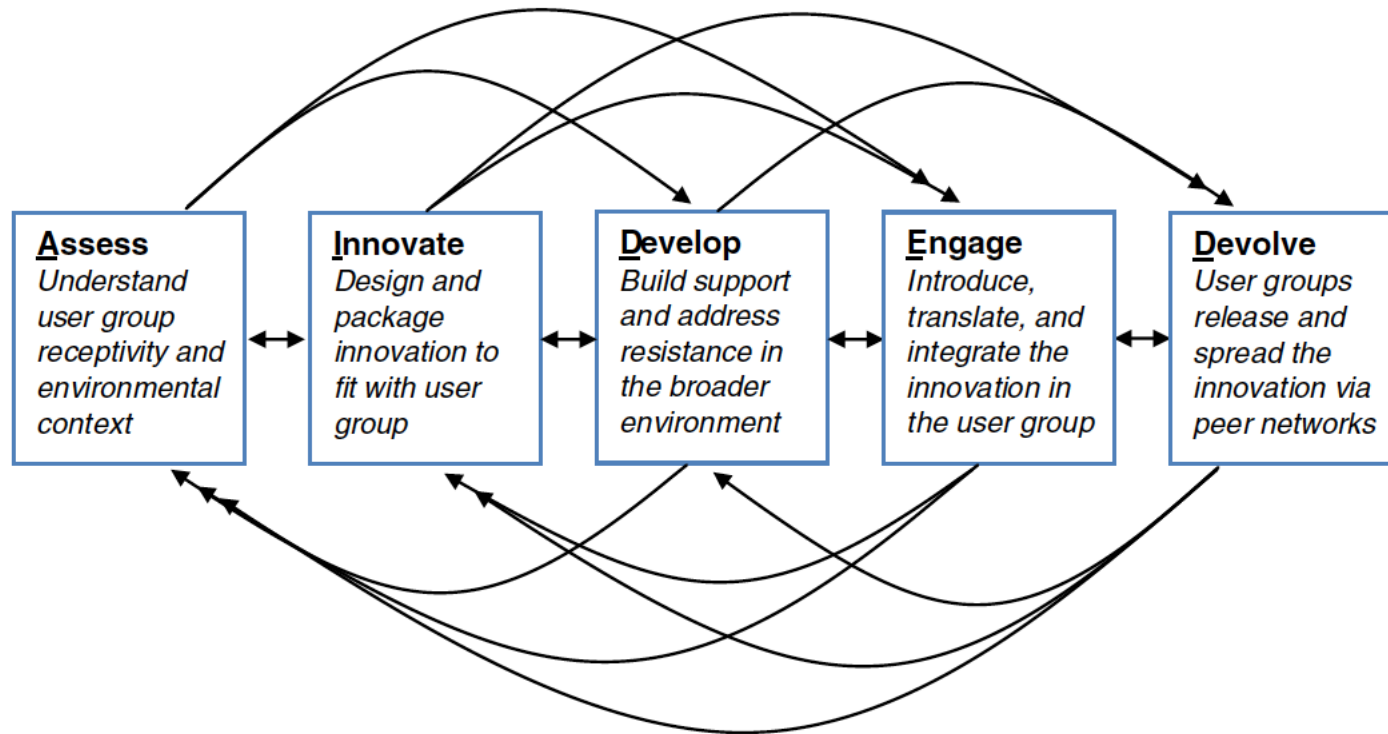 Assess
Understand
user group
receptivity and
environmental
context
Innovate
Design and
package
innovation to
fit with user
group
Develop
Build support
and address
resistance in
the broader
environment
Engage
Introduce,
translate, and
integrate the
innovation in
the user group
Devolve
User groups
release and
spread the
innovation via
peer networks